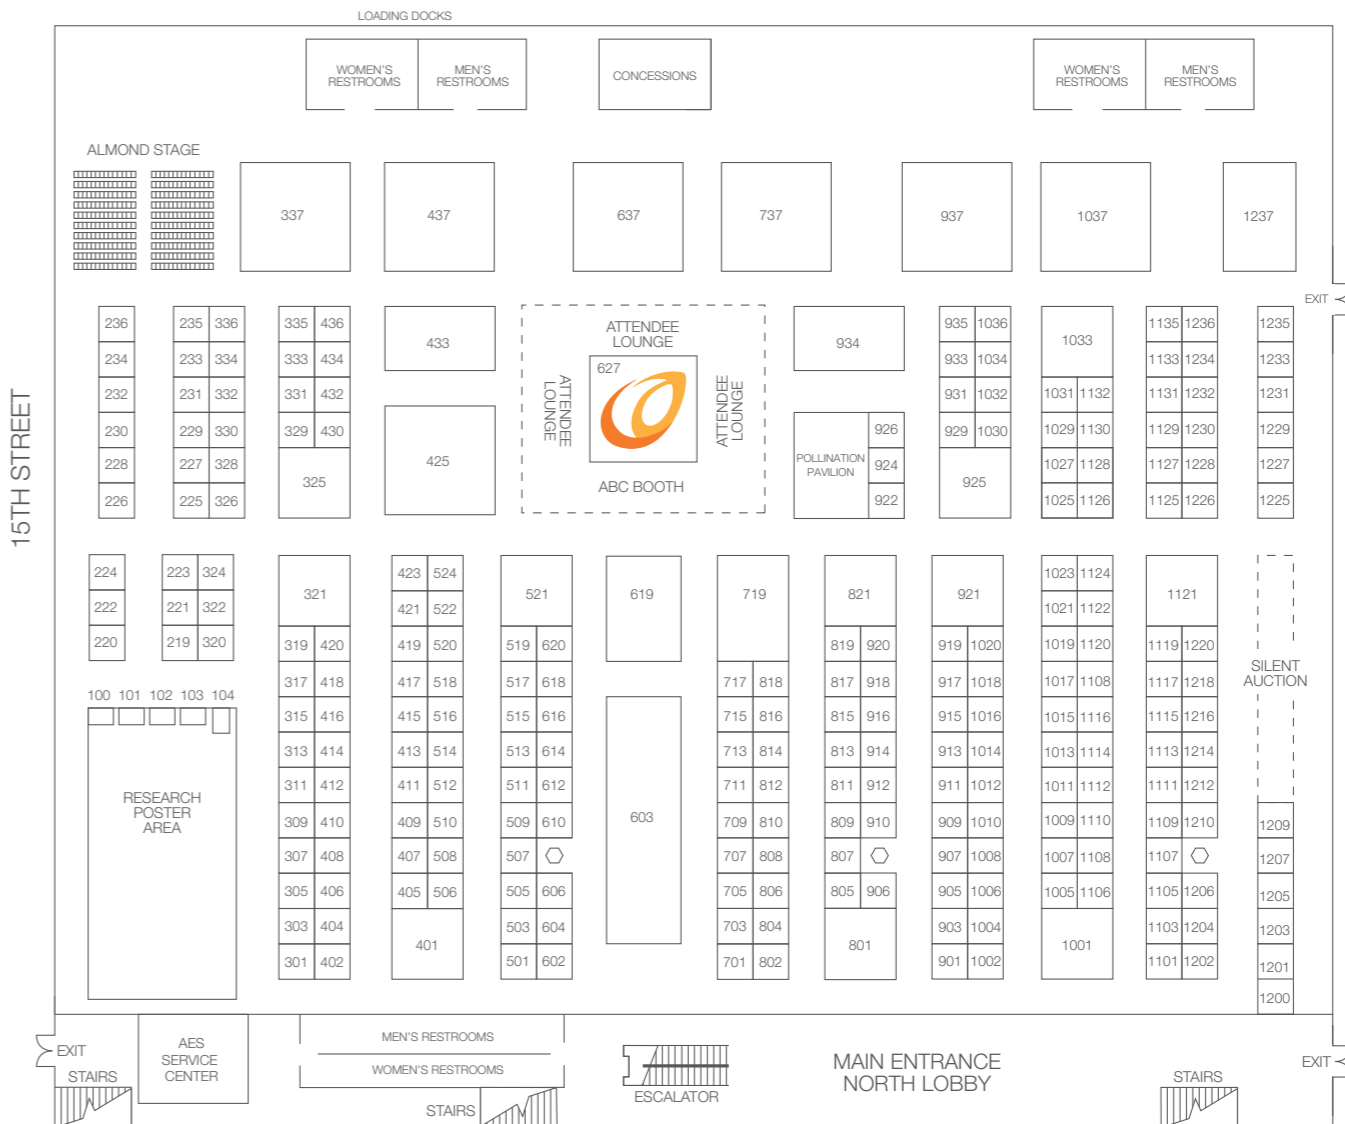 LOADING DOCKS
WOMEN'S
RESTROOMS
MEN'S
RESTROOMS
CONCESSIONS
WOMEN'S
RESTROOMS
MEN'S
RESTROOMS
ALMOND STAGE
337 437 637 737 937 1037 1237
EXIT
15TH STREET
236 235 336 335 436
234 233 334 333 434
232 231 332 331 432
230 229 330 329 430
228 227 328 325
226 225 326
433
425
ATTENDEE
LOUNGE
627
ATTENDEE
LOUNGE
ATTENDEE
LOUNGE
ABC BOOTH
934
POLLINATION
PAVILION
926
924
922
935 1036
933 1034
931 1032
929 1030
925
1033
1031 1132
1029 1130
1027 1128
1025 1126
1135 1236 1235
1133 1234 1233
1131 1232 1231
1129 1230 1229
1127 1228 1227
1125 1226 1225
224 223 324
222 221 322
220 219 320
100 101 102 103 104
RESEARCH
POSTER
AREA
321
319 420
317 418
315 416
313 414
311 412
309 410
307 408
305 406
303 404
301 402
423 524
421 522
419 520
417 518
415 516
413 514
411 512
409 510
407 508
405 506
401
521
519 620
517 618
515 616
513 614
511 612
509 610
507
505 606
503 604
501 602
619
603
719
717 818
715 816
713 814
711 812
709 810
707 808
705 806
703 804
701 802
821
819 920
817 918
815 916
813 914
811 912
809 910
807
805 906
801
921
919 1020
917 1018
915 1016
913 1014
911 1012
909 1010
907 1008
905 1006
903 1004
901 1002
1023 1124
1021 1122
1019 1120
1017 1108
1015 1116
1013 1114
1011 1112
1009 1110
1007 1108
1005 1106
1001
1121
1119 1220
1117 1218
1115 1216
1113 1214
1111 1212
1109 1210
1107
1105 1206
1103 1204
1101 1202
SILENT
AUCTION
1209
1207
1205
1203
1201
1200
EXIT
STAIRS
AES
SERVICE
CENTER
MEN'S RESTROOMS
WOMEN'S RESTROOMS
STAIRS
ESCALATOR
MAIN ENTRANCE
NORTH LOBBY
STAIRS
EXIT